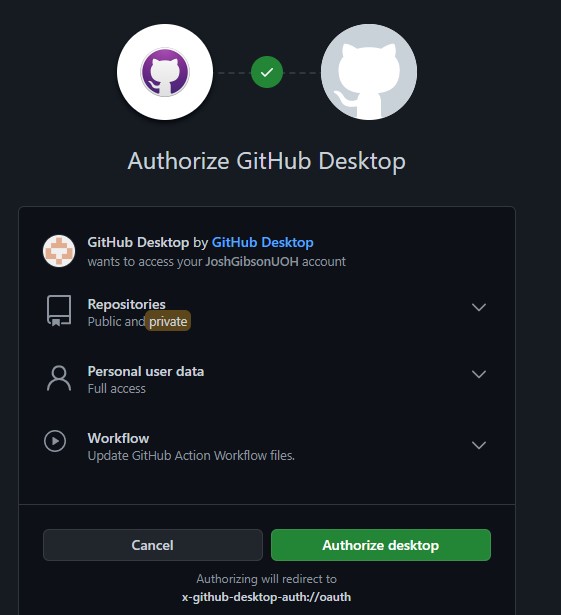 Authorize GitHub Desktop
GitHub Desktop by GitHub Desktop
wants to access your JoshGibsonUOH account
Repositories
Public and private
Personal user data
Full access
Workflow
Update GitHub Action Workflow files.
Cancel
Authorize desktop
Authorizing will redirect to
x-github-desktop-auth://oauth